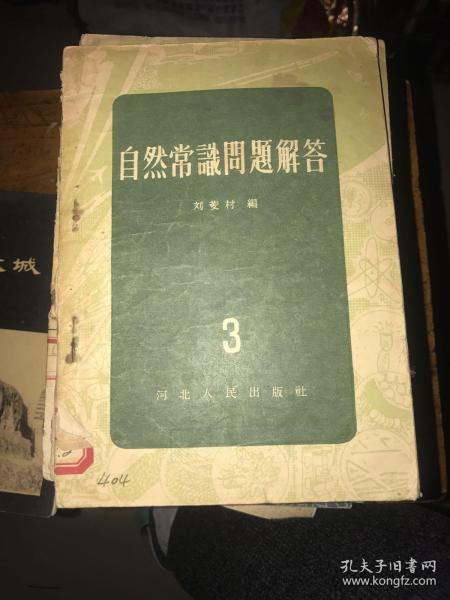 自然常識問題解答
刘夌村 編
3
河北人民出版社
404
城
孔夫子旧书网
www.kongfz.com